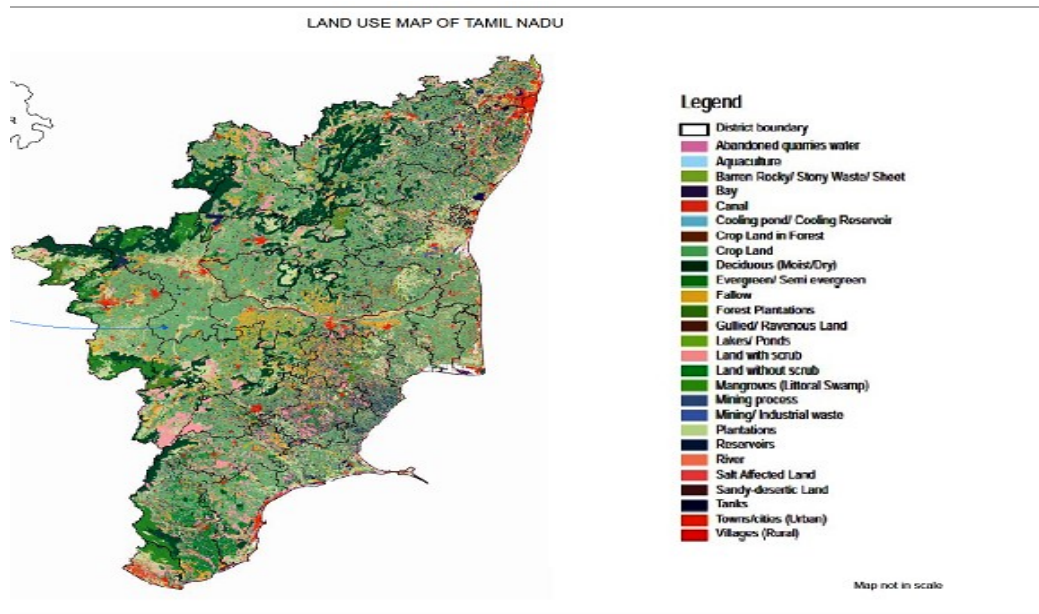 LAND USE MAP OF TAMIL NADU
Legend
District boundary
Abandoned quarries water
Aquaculture
Barren Rocky/ Stony Waste/ Sheet
Bay
Canal
Cooling pond/ Cooling Reservoir
Crop Land in Forest
Crop Land
Deciduous (Moist/Dry)
Evergreen/ Semi evergreen
Fallow
Forest Plantations
Gullied/ Ravenous Land
Lakes/ Ponds
Land with scrub
Land without scrub
Mangroves (Littoral Swamp)
Mining process
Mining/ Industrial waste
Plantations
Reservoirs
River
Salt Affected Land
Sandy-desertic Land
Tanks
Towns/cities (Urban)
Villages (Rural)
Map not in scale